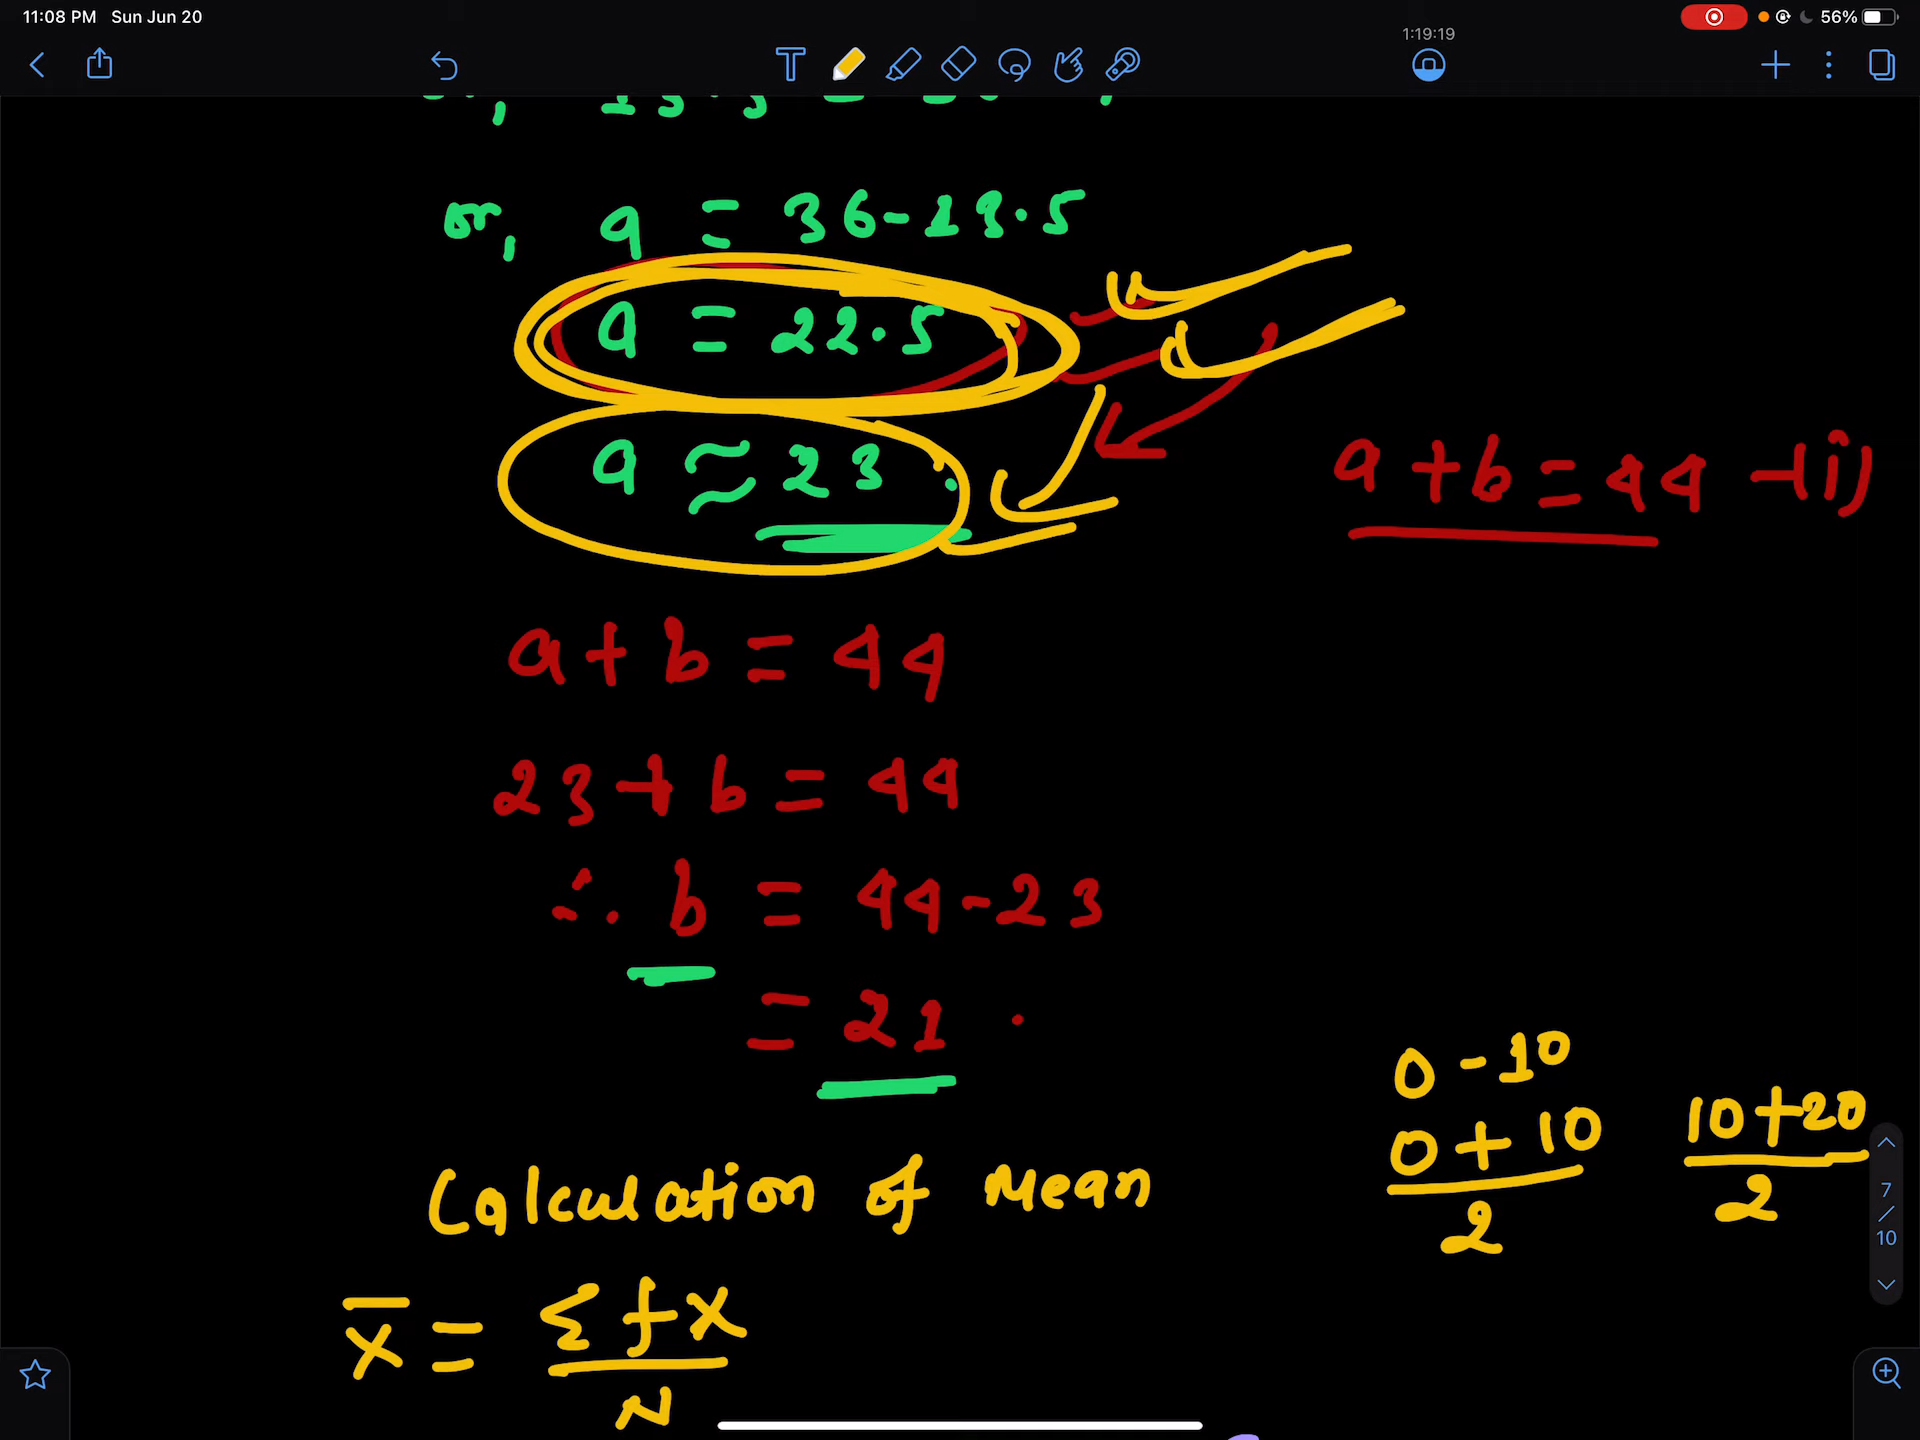 11:08 PM Sun Jun 20
56%
1:19:19
or, a = 36-13.5
a = 22.5
a ≈ 23.
a + b = 44 -(i)
a + b = 44
23 + b = 44
∴ b = 44-23
= 21.
0 - 10
0 + 10
2
10+20
2
Calculation of Mean
x̄ = Σfx
N
7
/
10